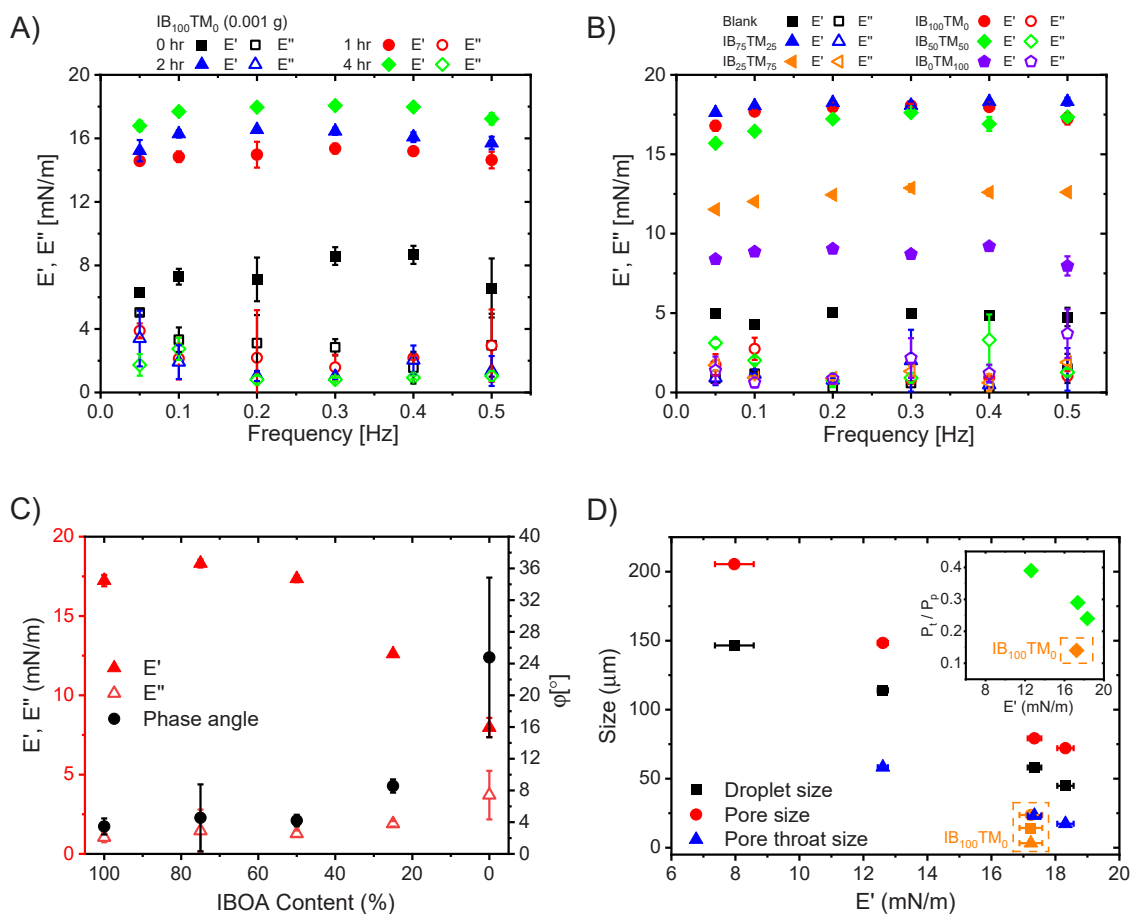 A)
IB₁₀₀TM₀ (0.001 g)
0 hr E' E" 1 hr E' E"
2 hr E' E" 4 hr E' E"
20
16
12
8
4
0
E', E" [mN/m]
0.0 0.1 0.2 0.3 0.4 0.5
Frequency [Hz]
B)
Blank E' E" IB₁₀₀TM₀ E' E"
IB₇₅TM₂₅ E' E" IB₅₀TM₅₀ E' E"
IB₂₅TM₇₅ E' E" IB₀TM₁₀₀ E' E"
20
15
10
5
0
E', E" [mN/m]
0.0 0.1 0.2 0.3 0.4 0.5
Frequency [Hz]
C)
20
15
10
5
0
E', E" (mN/m)
E'
E"
Phase angle
40
36
32
28
24
20
16
12
8
4
0
φ[°]
100 80 60 40 20 0
IBOA Content (%)
D)
200
150
100
50
0
Size (μm)
Droplet size
Pore size
Pore throat size
IB₁₀₀TM₀
0.4
0.3
0.2
0.1
Pₜ / Pₚ
IB₁₀₀TM₀
8 12 16 20
E' (mN/m)
6 8 10 12 14 16 18 20
E' (mN/m)